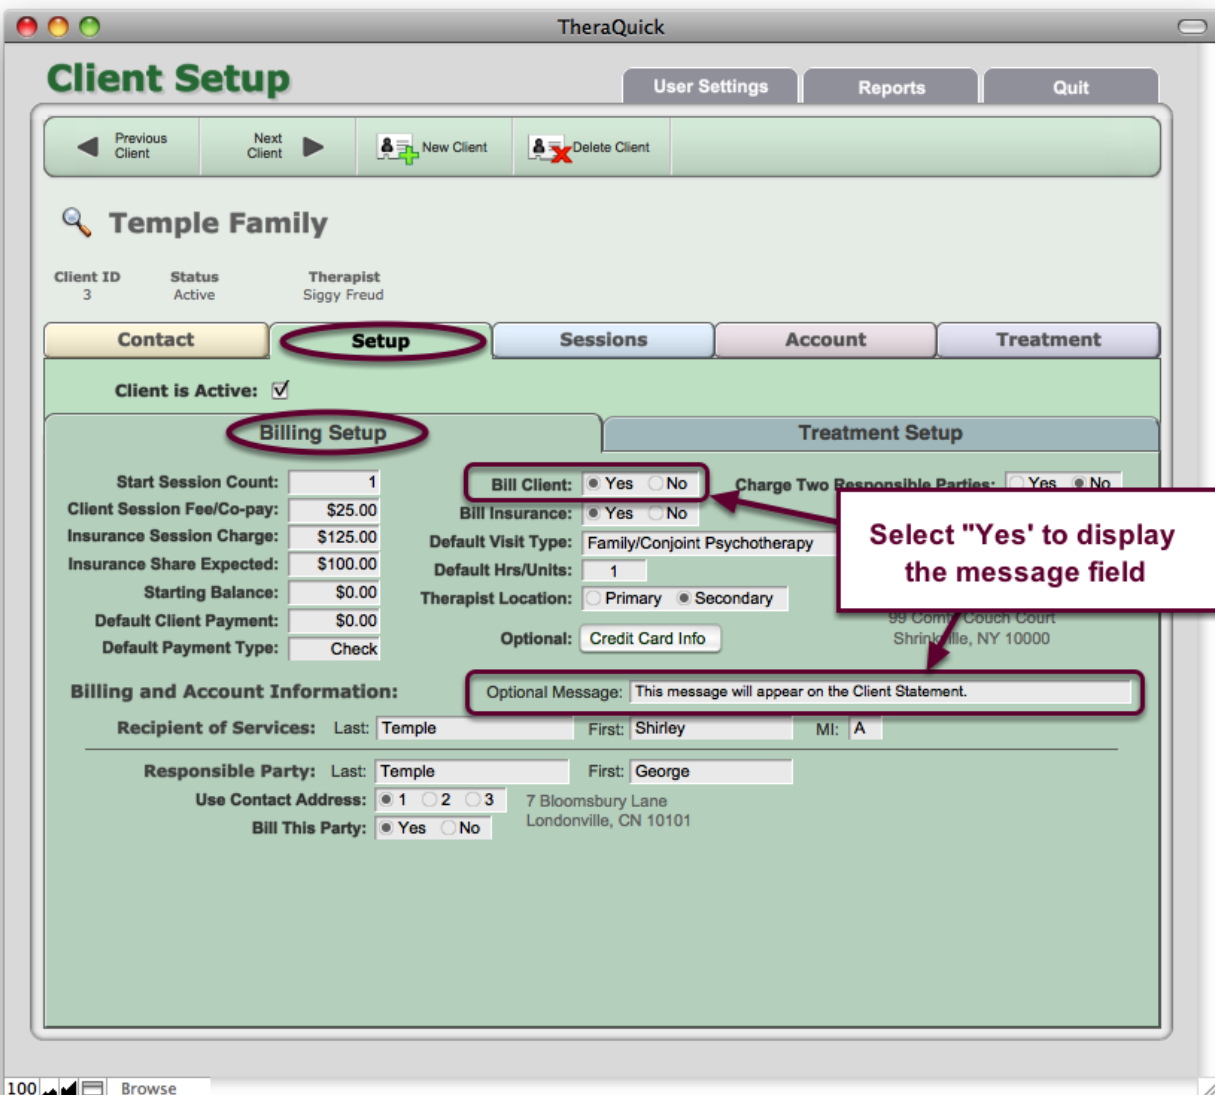 TheraQuick
Client Setup
User Settings
Reports
Quit
Previous
Client
Next
Client
New Client
Delete Client
Temple Family
Client ID
3
Status
Active
Therapist
Siggy Freud
Contact
Setup
Sessions
Account
Treatment
Client is Active:
Billing Setup
Treatment Setup
Start Session Count: 1
Client Session Fee/Co-pay: $25.00
Insurance Session Charge: $125.00
Insurance Share Expected: $100.00
Starting Balance: $0.00
Default Client Payment: $0.00
Default Payment Type: Check
Bill Client: Yes No
Bill Insurance: Yes No
Default Visit Type: Family/Conjoint Psychotherapy
Default Hrs/Units: 1
Therapist Location: Primary Secondary
Optional: Credit Card Info
Charge Two Responsible Parties: Yes No
Select "Yes' to display
the message field
Couch Court
NY 10000
Billing and Account Information:
Optional Message: This message will appear on the Client Statement.
Recipient of Services: Last: Temple First: Shirley MI: A
Responsible Party: Last: Temple First: George
Use Contact Address: 1 2 3
Bill This Party: Yes No
7 Bloomsbury Lane
Londonville, CN 10101
100
Browse